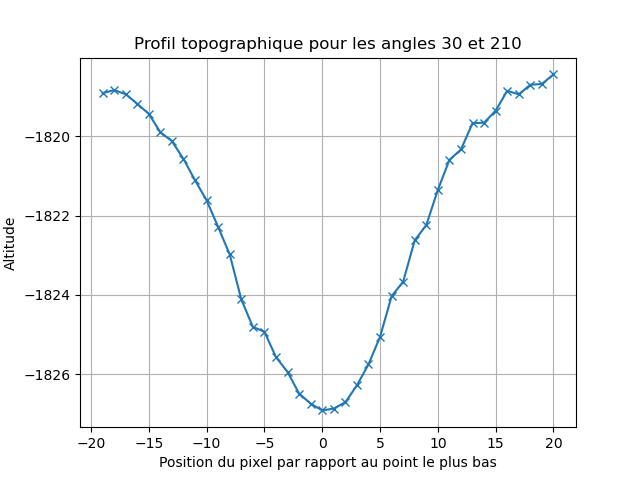 Profil topographique pour les angles 30 et 210
Altitude
−1820
−1822
−1824
−1826
−20 −15 −10 −5 0 5 10 15 20
Position du pixel par rapport au point le plus bas